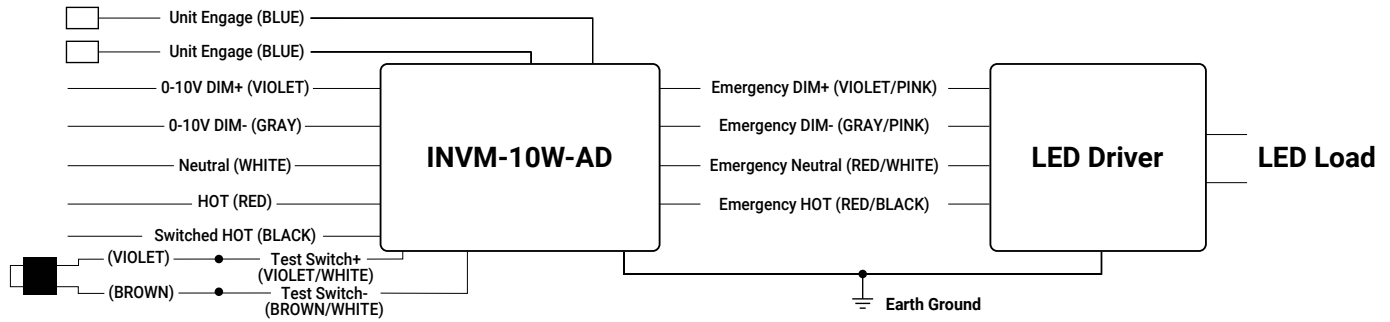 Unit Engage (BLUE)
Unit Engage (BLUE)
0-10V DIM+ (VIOLET)
0-10V DIM- (GRAY)
Neutral (WHITE)
HOT (RED)
Switched HOT (BLACK)
(VIOLET)
Test Switch+
(VIOLET/WHITE)
(BROWN)
Test Switch-
(BROWN/WHITE)
INVM-10W-AD
Emergency DIM+ (VIOLET/PINK)
Emergency DIM- (GRAY/PINK)
Emergency Neutral (RED/WHITE)
Emergency HOT (RED/BLACK)
LED Driver
LED Load
Earth Ground